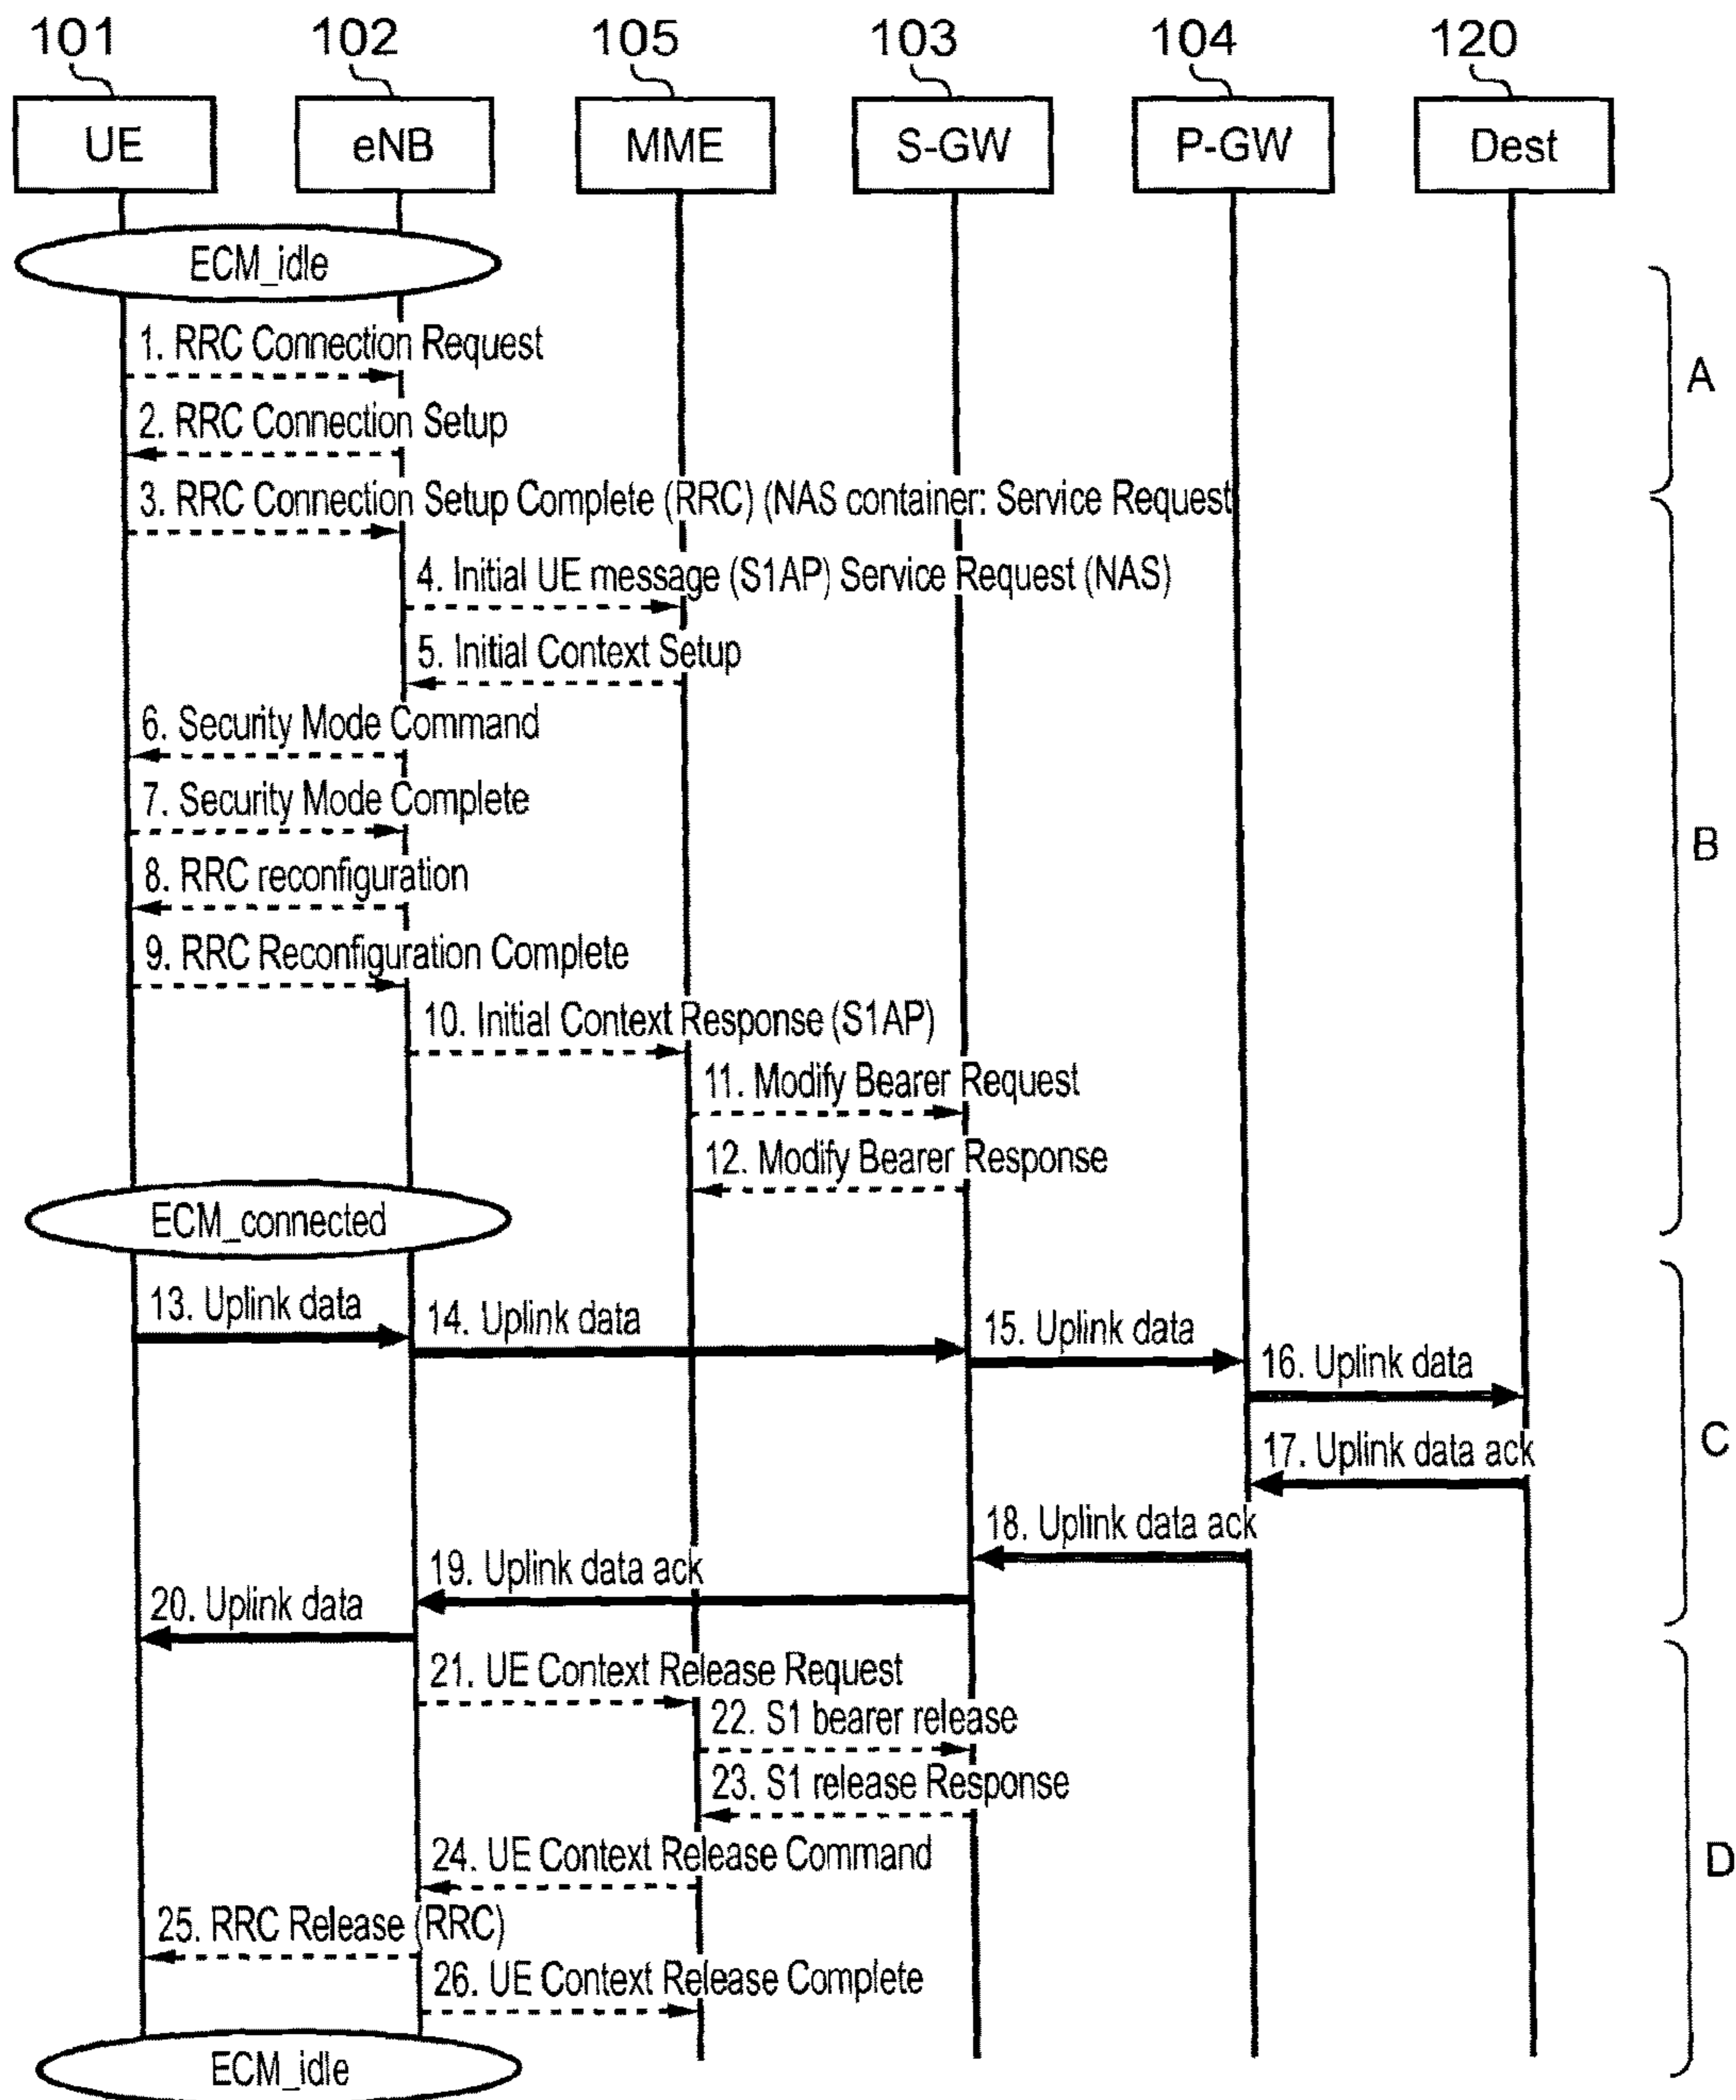 101 102 105 103 104 120
UE eNB MME S-GW P-GW Dest
ECM_idle
1. RRC Connection Request
A
2. RRC Connection Setup
3. RRC Connection Setup Complete (RRC) (NAS container: Service Request
4. Initial UE message (S1AP) Service Request (NAS)
5. Initial Context Setup
6. Security Mode Command
7. Security Mode Complete
B
8. RRC reconfiguration
9. RRC Reconfiguration Complete
10. Initial Context Response (S1AP)
11. Modify Bearer Request
12. Modify Bearer Response
ECM_connected
13. Uplink data
14. Uplink data
15. Uplink data
16. Uplink data
C
17. Uplink data ack
18. Uplink data ack
19. Uplink data ack
20. Uplink data
21. UE Context Release Request
22. S1 bearer release
23. S1 release Response
24. UE Context Release Command
D
25. RRC Release (RRC)
26. UE Context Release Complete
ECM_idle